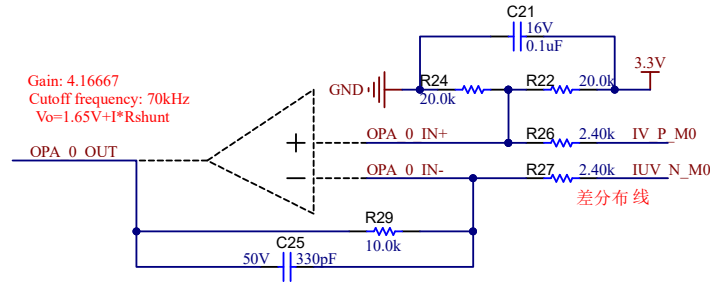 C21
16V
0.1uF
3.3V
Gain: 4.16667
Cutoff frequency: 70kHz
Vo=1.65V+I*Rshunt
GND
R24
20.0k
R22
20.0k
OPA_0_IN+
R26
2.40k
IV_P_M0
OPA_0_OUT
+
OPA_0_IN-
R27
2.40k
IUV_N_M0
−
差分布线
R29
10.0k
C25
50V
330pF